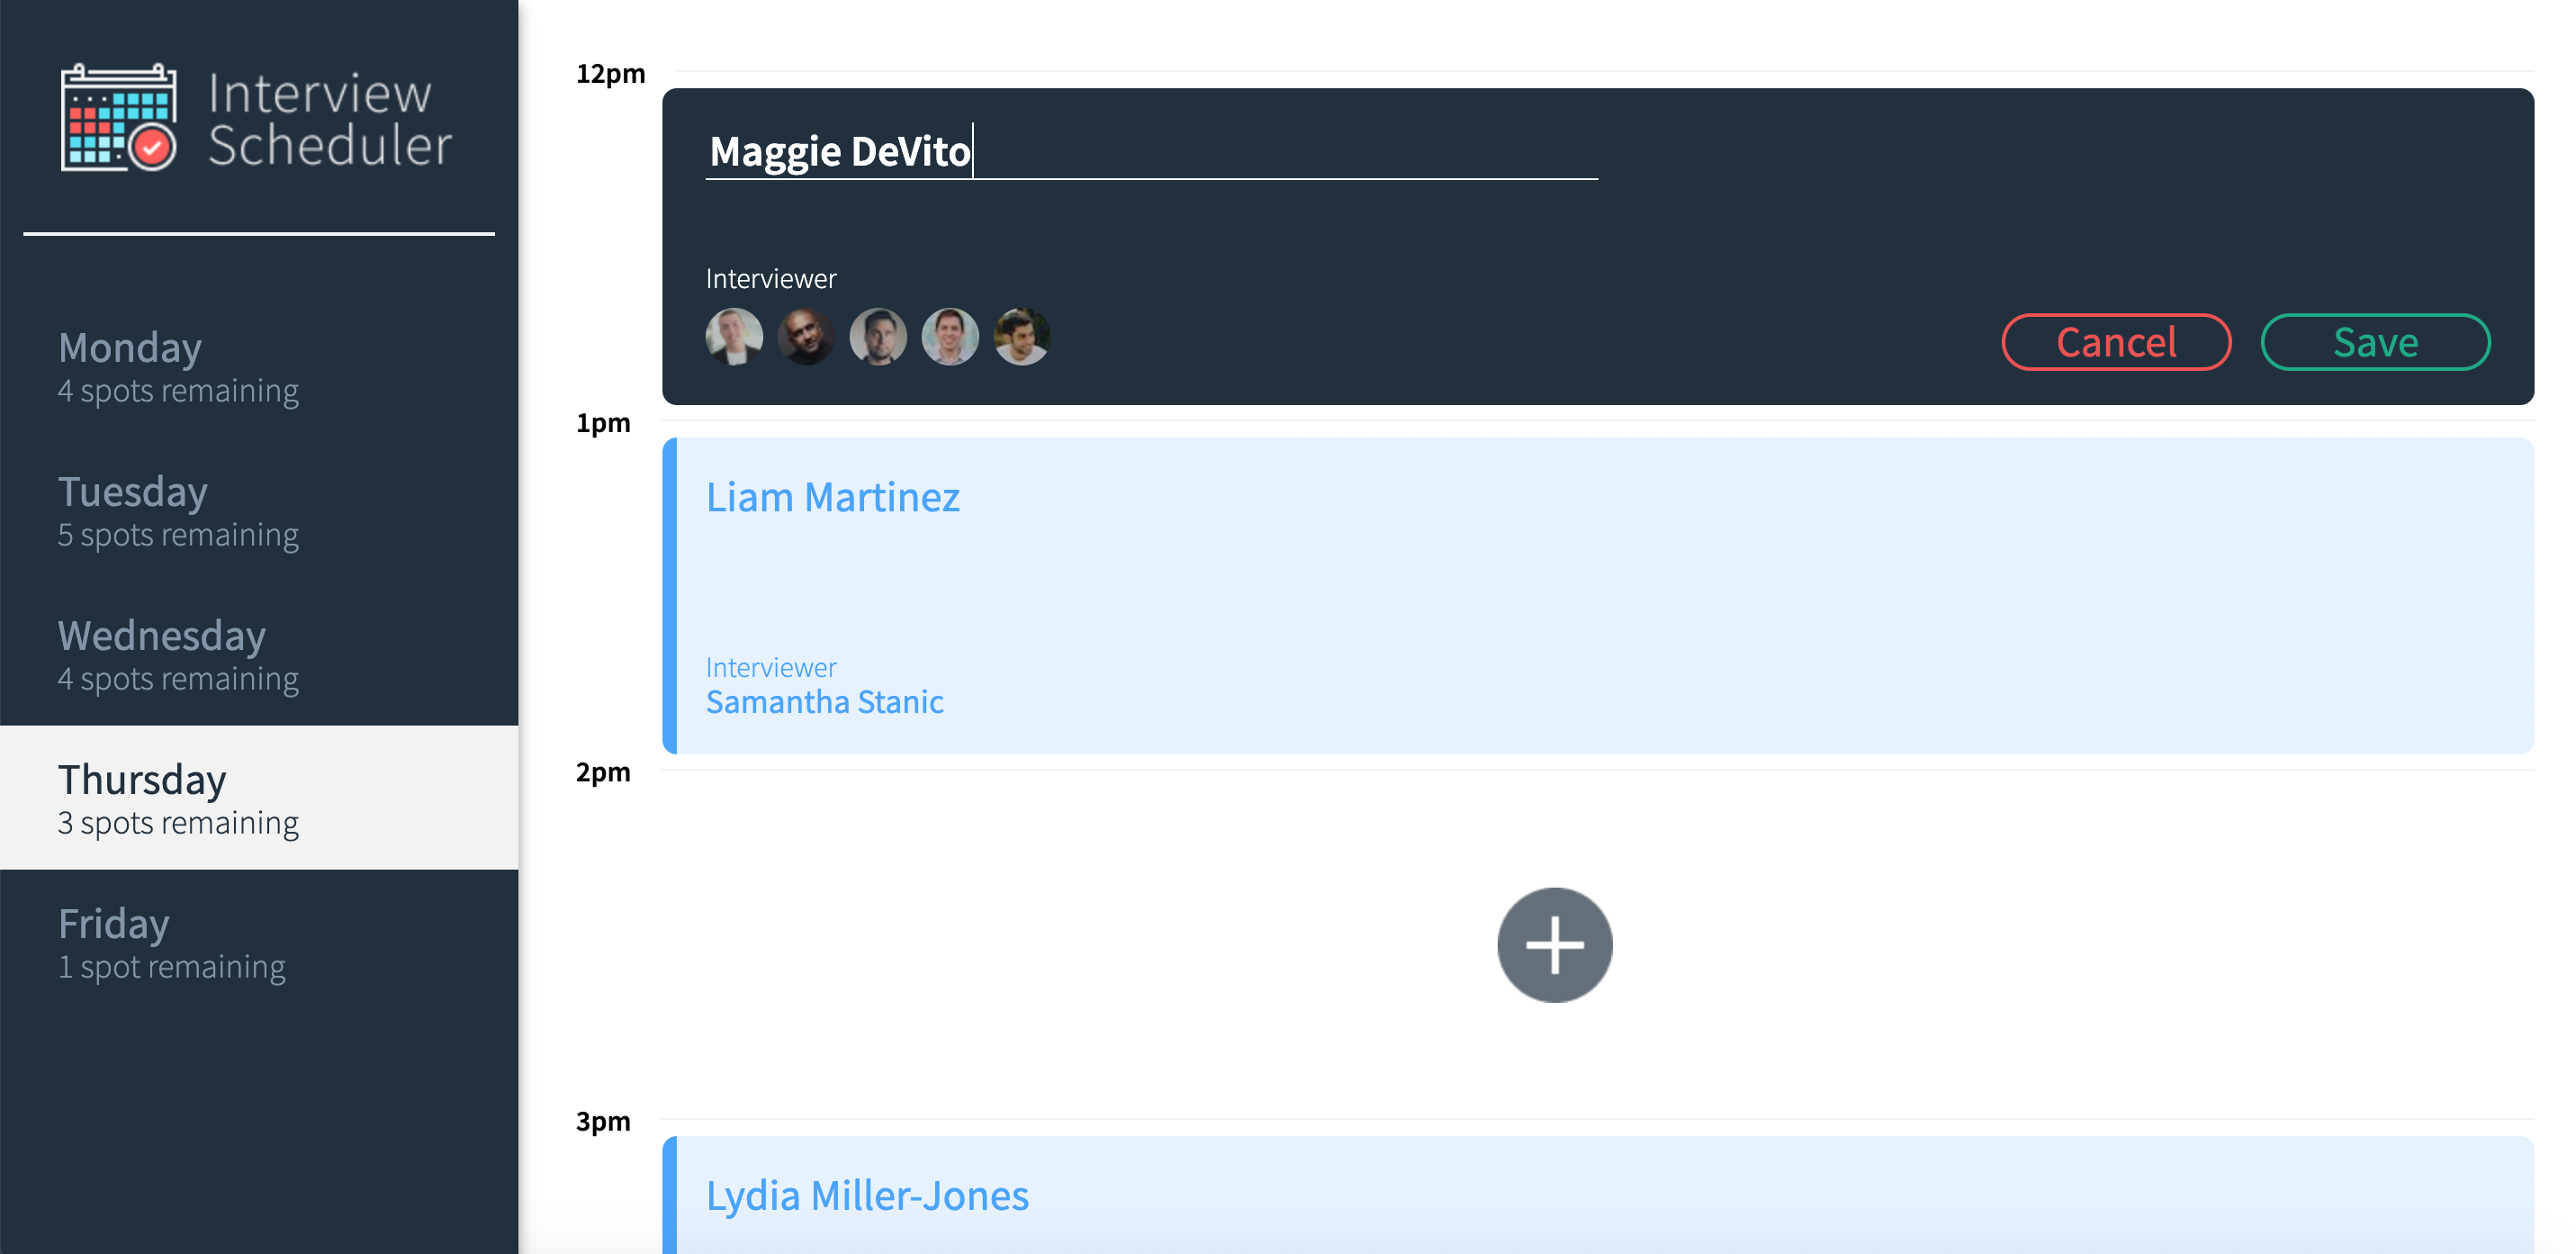 Interview
Scheduler
Monday
4 spots remaining
Tuesday
5 spots remaining
Wednesday
4 spots remaining
Thursday
3 spots remaining
Friday
1 spot remaining
12pm
Maggie DeVito
Interviewer
Cancel
Save
1pm
Liam Martinez
Interviewer
Samantha Stanic
2pm
3pm
Lydia Miller-Jones